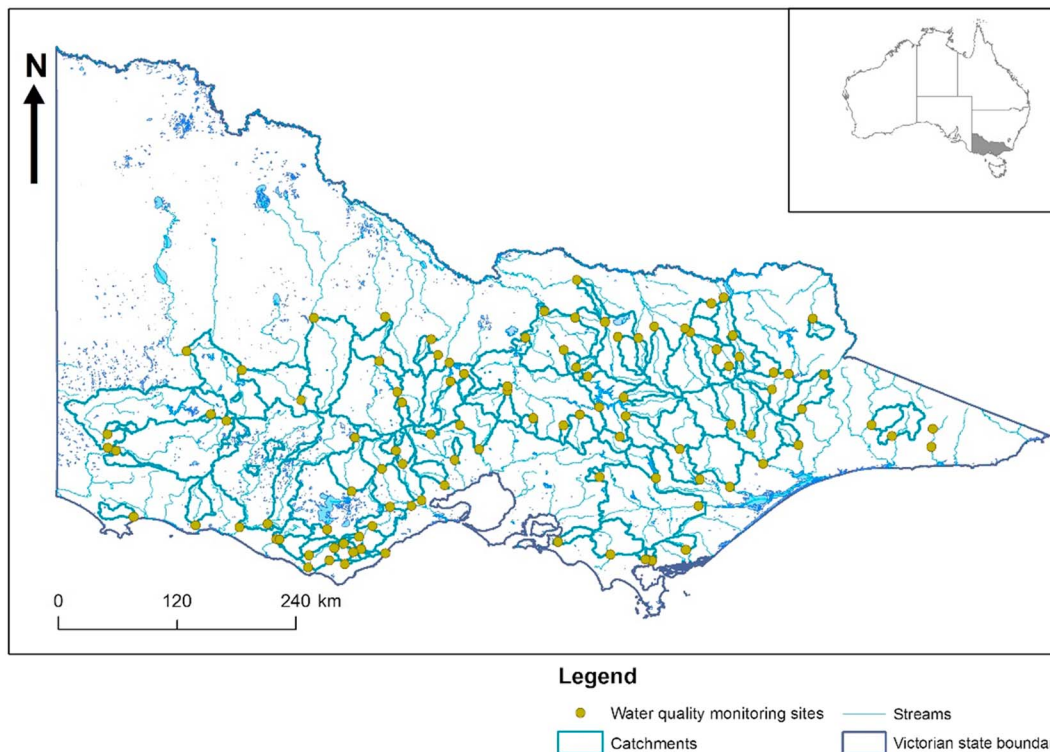 N
0 120 240 km
Legend
Water quality monitoring sites Streams
Catchments Victorian state bounda